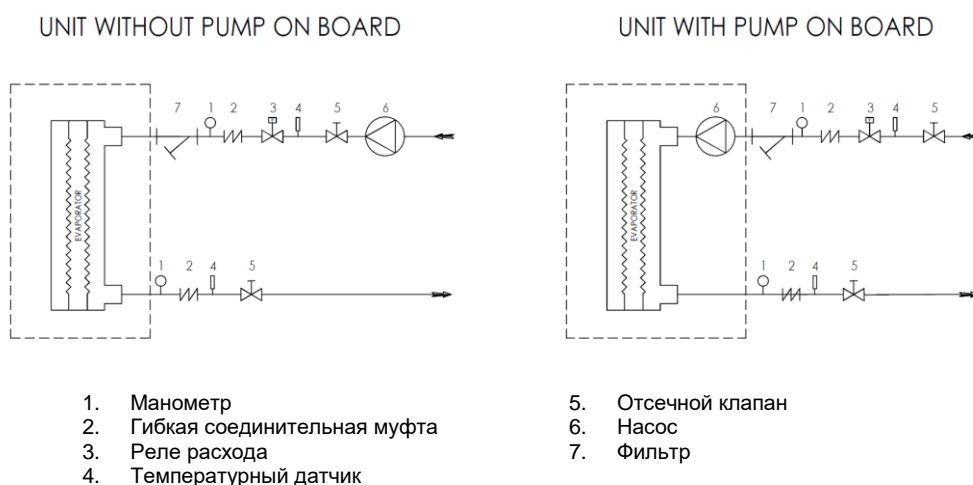 UNIT WITHOUT PUMP ON BOARD
7 1 2 3 4 5 6
EVAPORATOR
1 2 4 5
UNIT WITH PUMP ON BOARD
6 7 1 2 3 4 5
EVAPORATOR
1 2 4 5
1. Манометр
2. Гибкая соединительная муфта
3. Реле расхода
4. Температурный датчик
5. Отсечной клапан
6. Насос
7. Фильтр